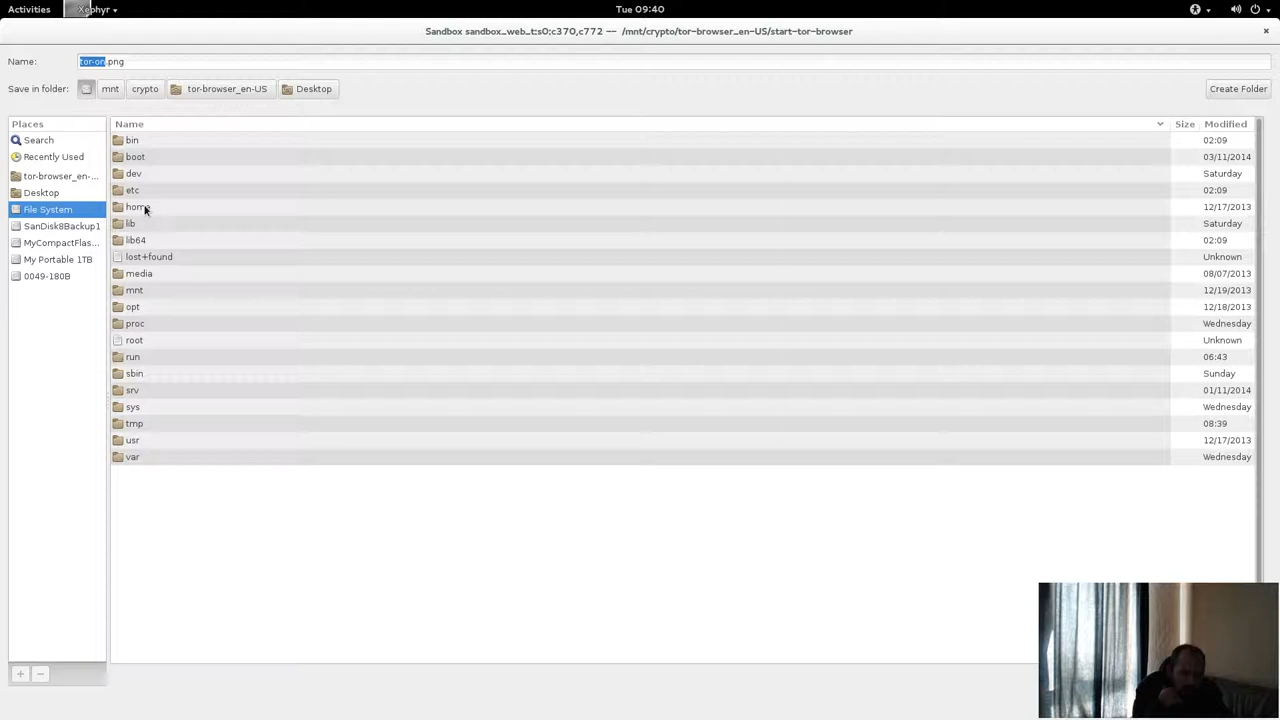 Activities Xephyr Tue 09:40
Sandbox sandbox_web_t:s0:c370,c772 -- /mnt/crypto/tor-browser_en-US/start-tor-browser
Name: tor-on.png
Save in folder: mnt crypto tor-browser_en-US Desktop Create Folder
Places Name Size Modified
Search bin 02:09
Recently Used boot 03/11/2014
tor-browser_en-... dev Saturday
Desktop etc 02:09
File System home 12/17/2013
SanDisk8Backup1 lib Saturday
MyCompactFlas... lib64 02:09
My Portable 1TB lost+found Unknown
0049-180B media 08/07/2013
mnt 12/19/2013
opt 12/18/2013
proc Wednesday
root Unknown
run 06:43
sbin Sunday
srv 01/11/2014
sys Wednesday
tmp 08:39
usr 12/17/2013
var Wednesday